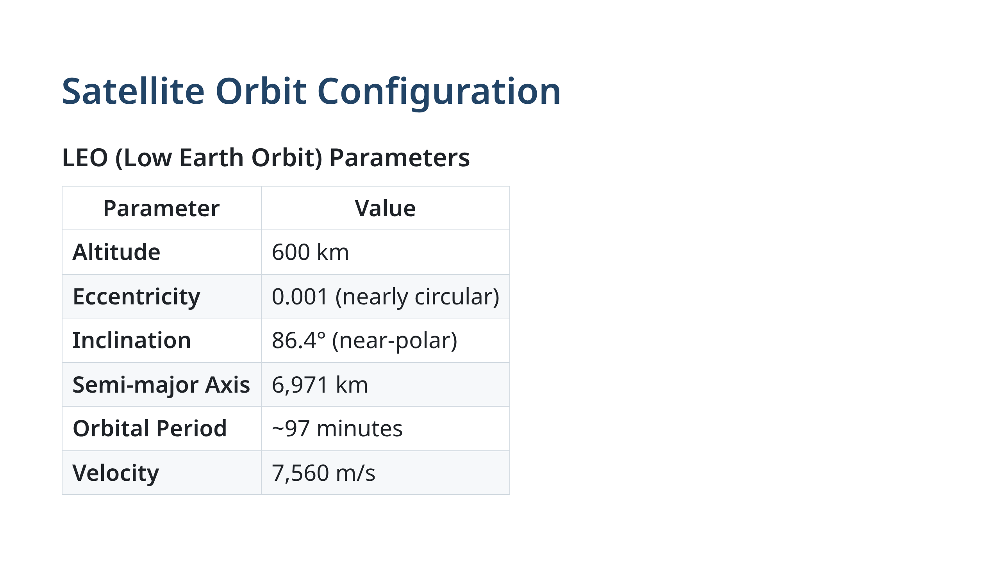 Satellite Orbit Configuration
LEO (Low Earth Orbit) Parameters
Parameter Value
Altitude 600 km
Eccentricity 0.001 (nearly circular)
Inclination 86.4° (near-polar)
Semi-major Axis 6,971 km
Orbital Period ~97 minutes
Velocity 7,560 m/s